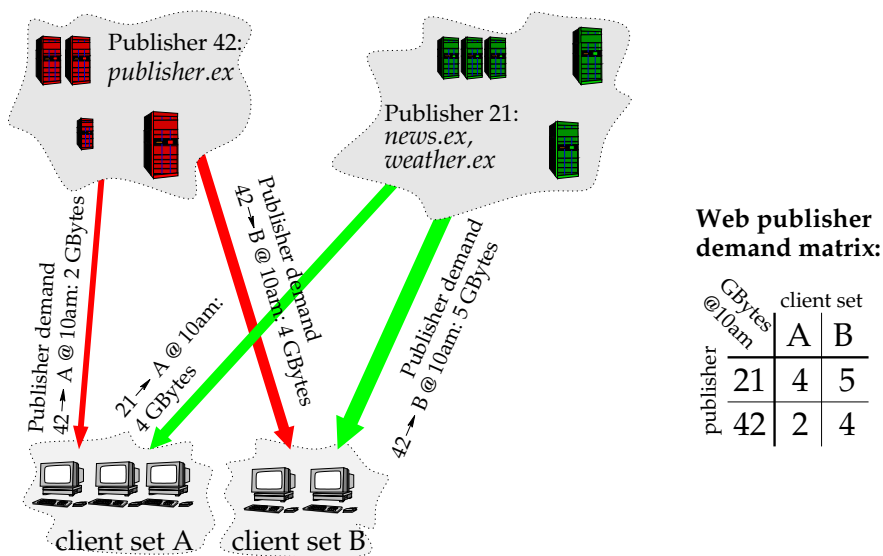 Publisher 42:
publisher.ex
Publisher 21:
news.ex,
weather.ex
Publisher demand
42→A @ 10am: 2 GBytes
21→A @ 10am:
4 GBytes
Publisher demand
42→B @ 10am: 4 GBytes
Publisher demand
42→B @ 10am: 5 GBytes
client set A
client set B
Web publisher
demand matrix:
GBytes
@10am
client set
A B
publisher
21 4 5
42 2 4